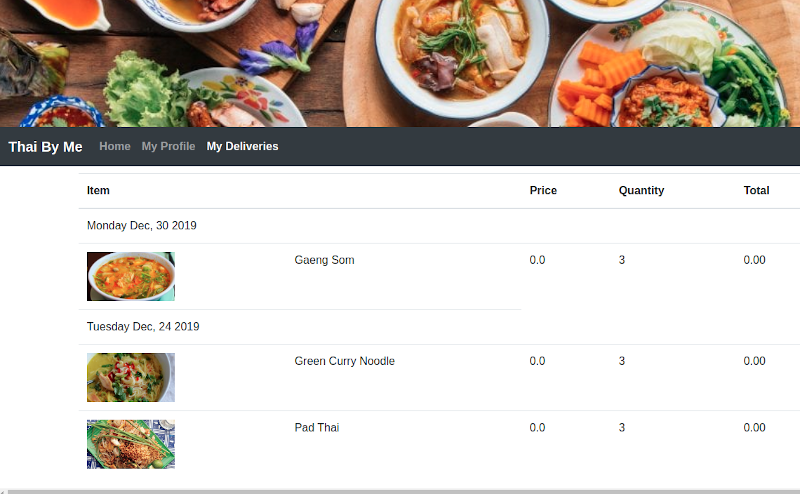 Thai By Me Home My Profile My Deliveries
Item Price Quantity Total
Monday Dec, 30 2019
Gaeng Som 0.0 3 0.00
Tuesday Dec, 24 2019
Green Curry Noodle 0.0 3 0.00
Pad Thai 0.0 3 0.00